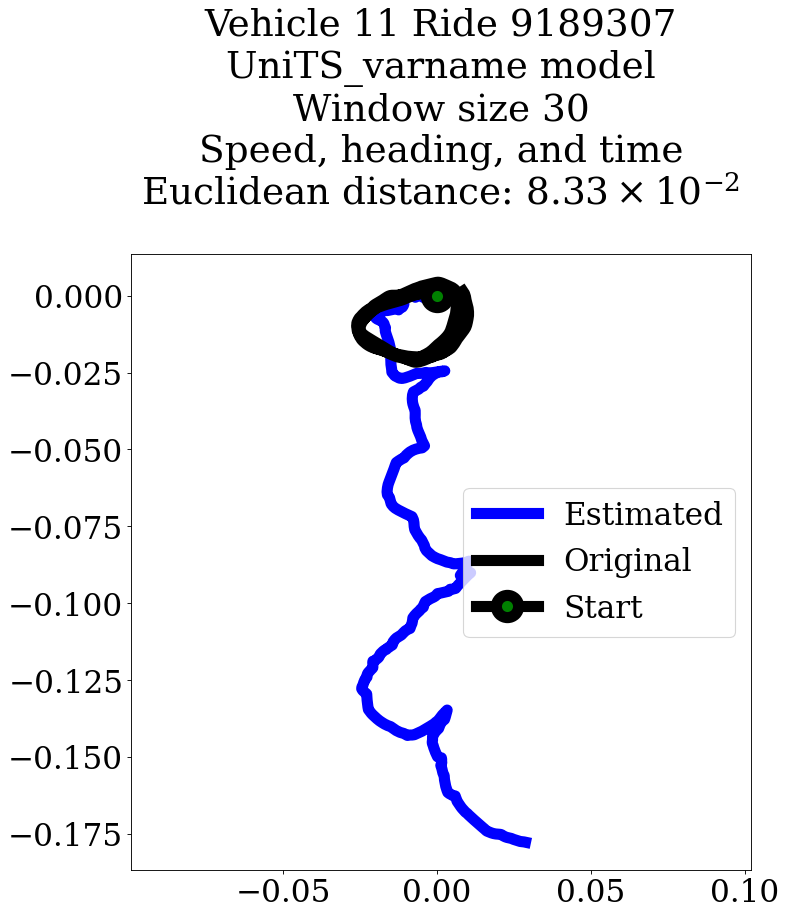 Vehicle 11 Ride 9189307
UniTS_varname model
Window size 30
Speed, heading, and time
Euclidean distance: 8.33 × 10⁻²
0.000
−0.025
−0.050
−0.075
−0.100
−0.125
−0.150
−0.175
Estimated
Original
Start
−0.05 0.00 0.05 0.10